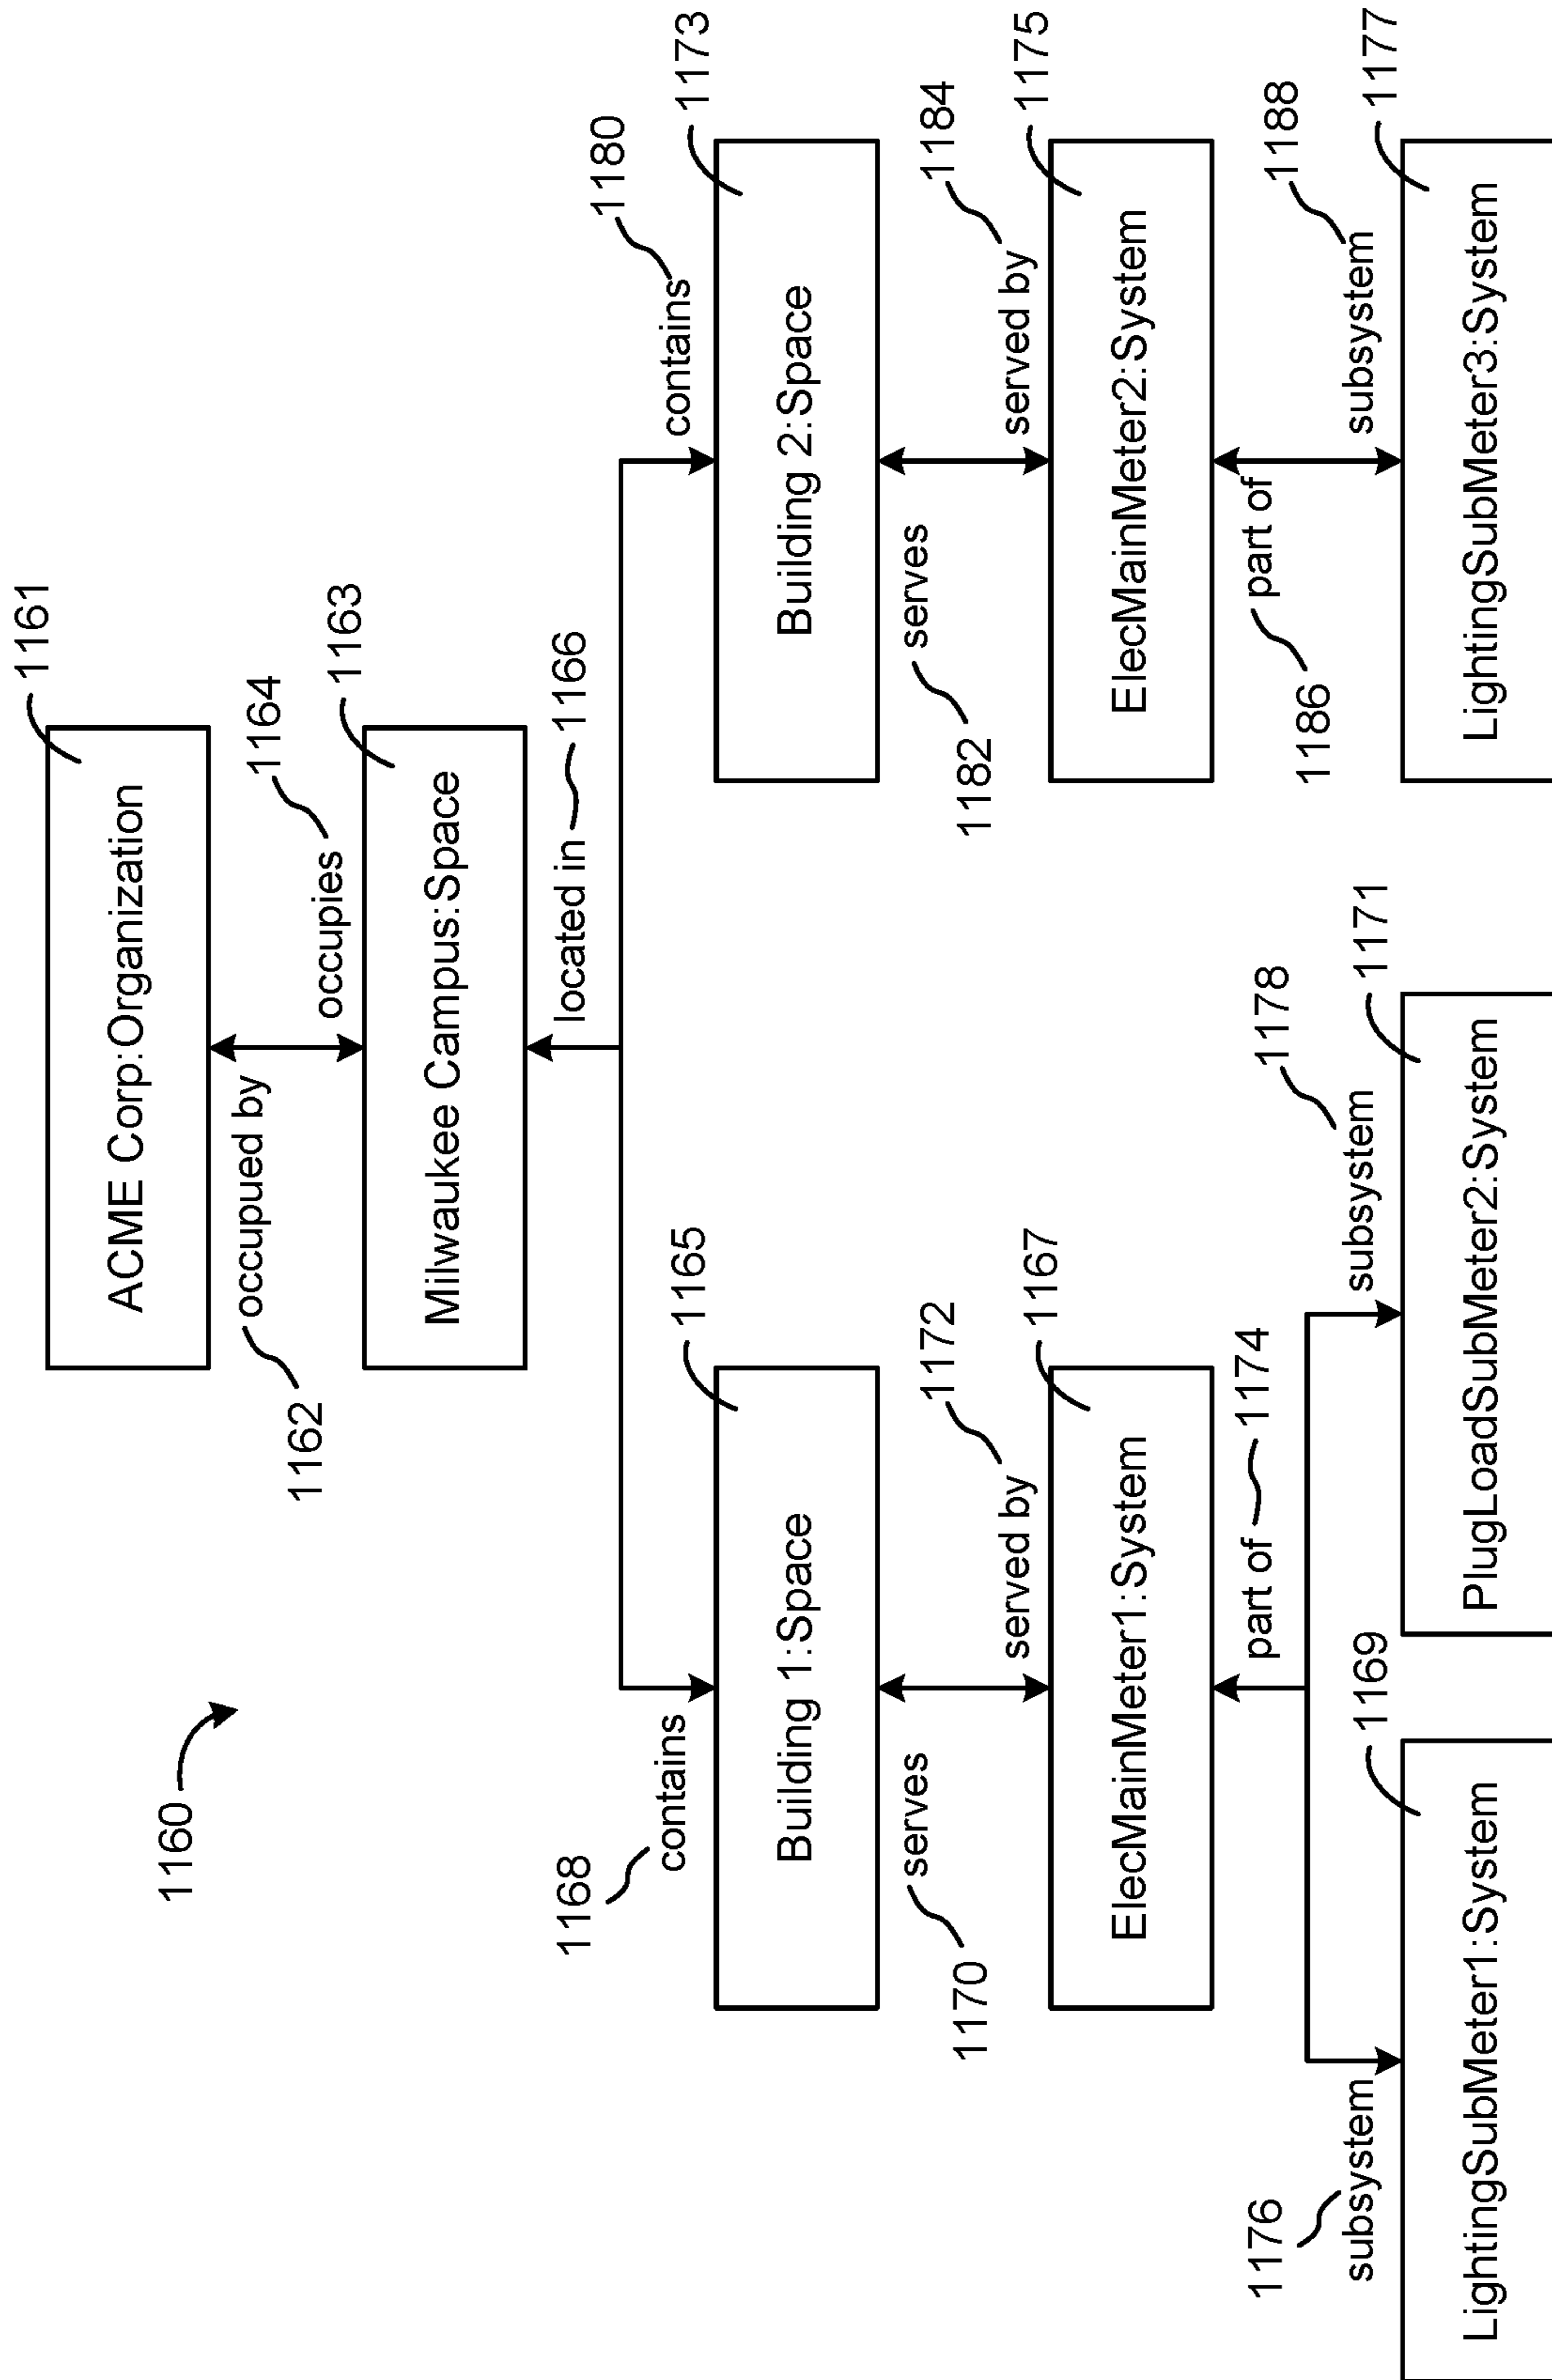 1160
ACME Corp:Organization
1161
1162
occupued by
occupies
1164
Milwaukee Campus:Space
1163
located in
1166
1168
contains
contains
1180
Building 1:Space
1165
Building 2:Space
1173
1170
serves
served by
1172
1182
serves
served by
1184
ElecMainMeter1:System
1167
ElecMainMeter2:System
1175
part of
1174
1186
part of
1176
subsystem
subsystem
1178
subsystem
1188
LightingSubMeter1:System
1169
PlugLoadSubMeter2:System
1171
LightingSubMeter3:System
1177